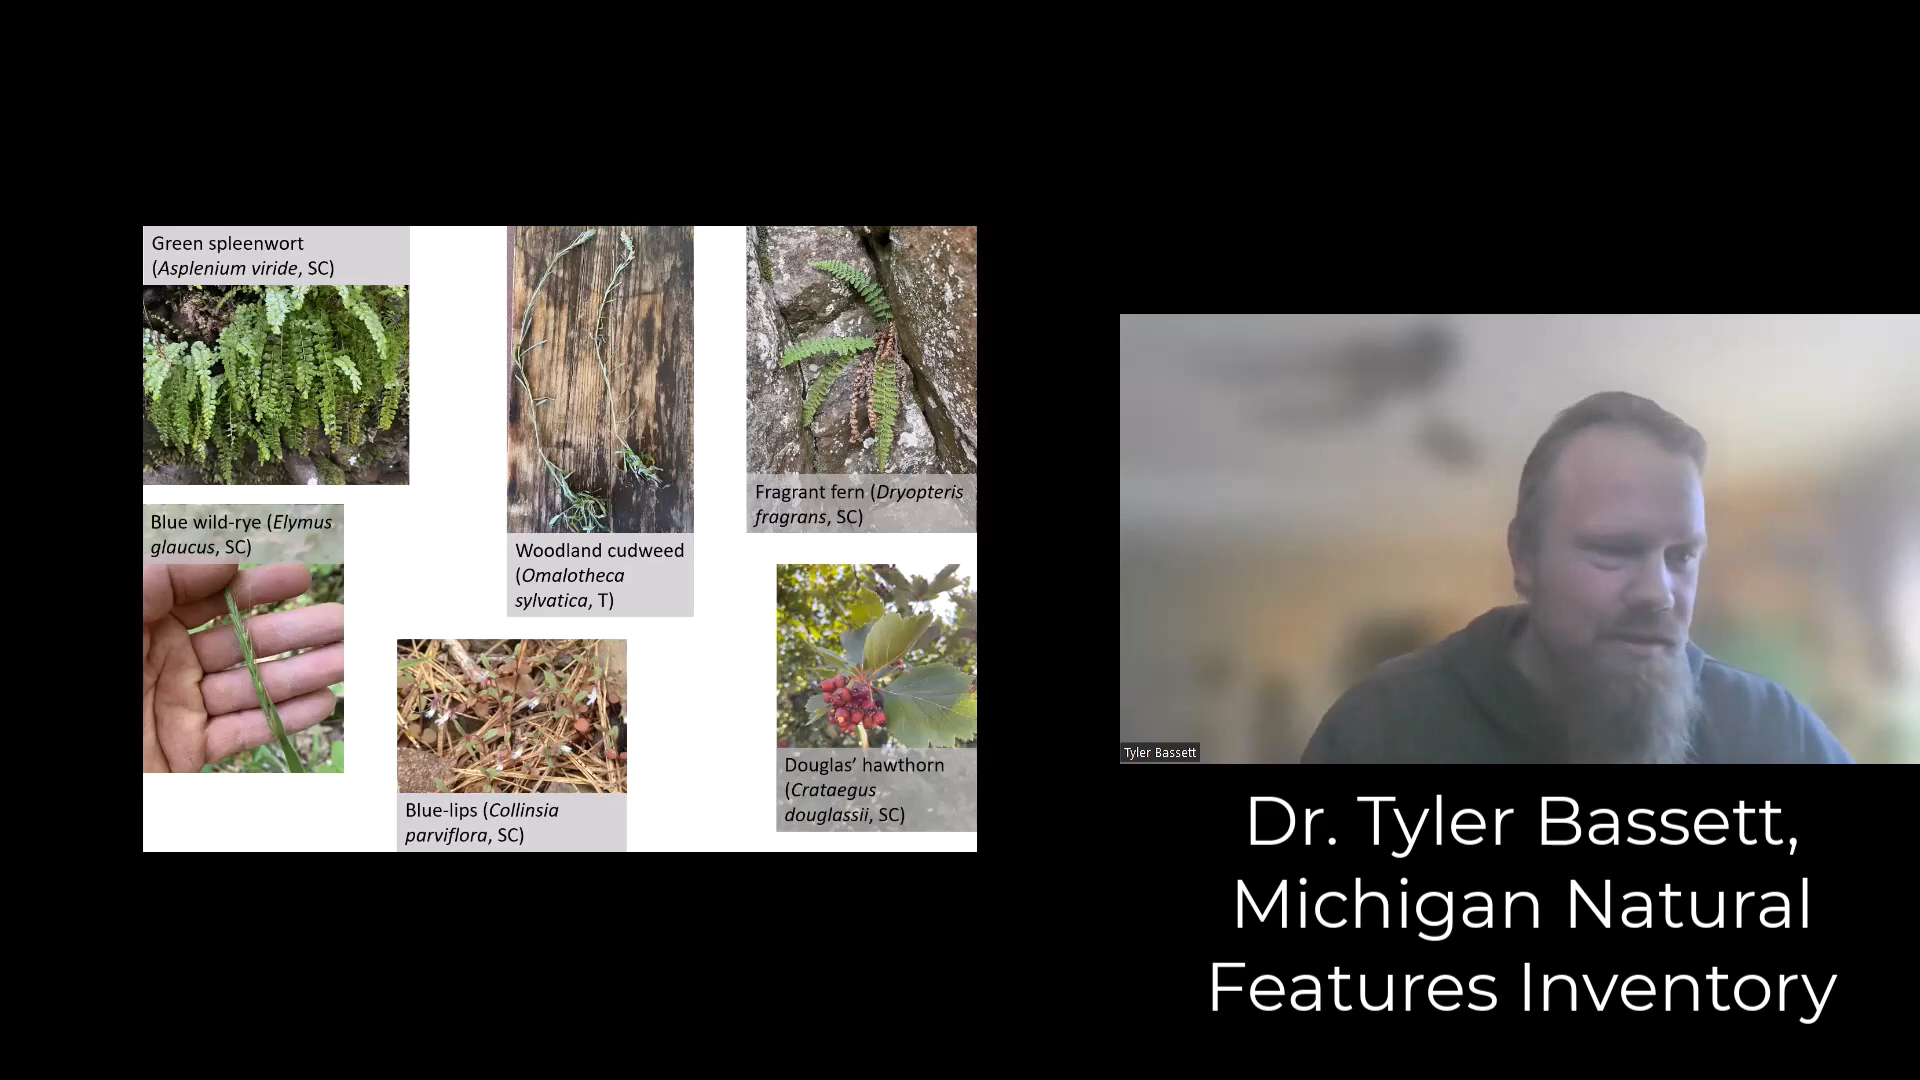 Green spleenwort
(Asplenium viride, SC)
Blue wild-rye (Elymus
glaucus, SC)
Woodland cudweed
(Omalotheca
sylvatica, T)
Blue-lips (Collinsia
parviflora, SC)
Fragrant fern (Dryopteris
fragrans, SC)
Douglas’ hawthorn
(Crataegus
douglassii, SC)
Tyler Bassett
Dr. Tyler Bassett,
Michigan Natural
Features Inventory